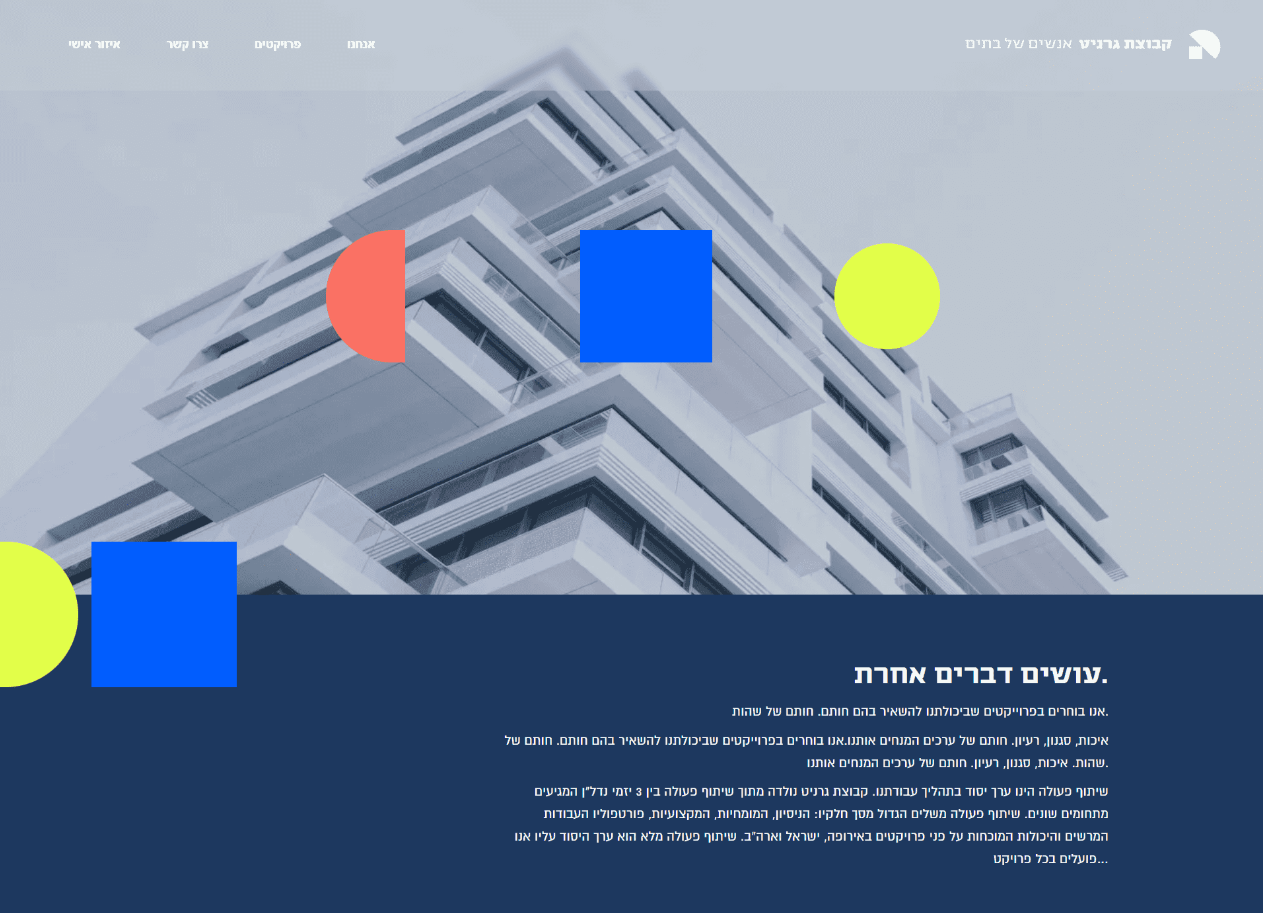 קבוצת גרניט אנשים של בתים
אנחנו
פרויקטים
צרו קשר
איזור אישי
עושים דברים אחרת.
אנו בוחרים בפרוייקטים שביכולתנו להשאיר בהם חותם. חותם של שהות.
איכות, סגנון, רעיון. חותם של ערכים המנחים אותנו.אנו בוחרים בפרוייקטים שביכולתנו להשאיר בהם חותם. חותם של
שהות. איכות, סגנון, רעיון. חותם של ערכים המנחים אותנו.
שיתוף פעולה הינו ערך יסוד בתהליך עבודתנו. קבוצת גרניט נולדה מתוך שיתוף פעולה בין 3 יזמי נדל"ן המגיעים
מתחומים שונים. שיתוף פעולה משלים הגדול מסך חלקיו: הניסיון, המומחיות, המקצועיות, פורטפוליו העבודות
המרשים והיכולות המוכחות על פני פרויקטים באירופה, ישראל וארה"ב. שיתוף פעולה מלא הוא ערך היסוד עליו אנו
פועלים בכל פרויקט...